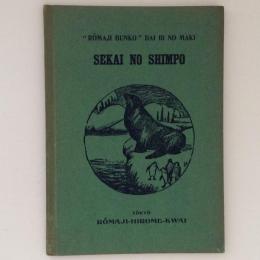 "RÔMAJI BUNKO" DAI III NO MAKI
SEKAI NO SHIMPO
TÔKYÔ
RÔMAJI-HIROME-KWAI